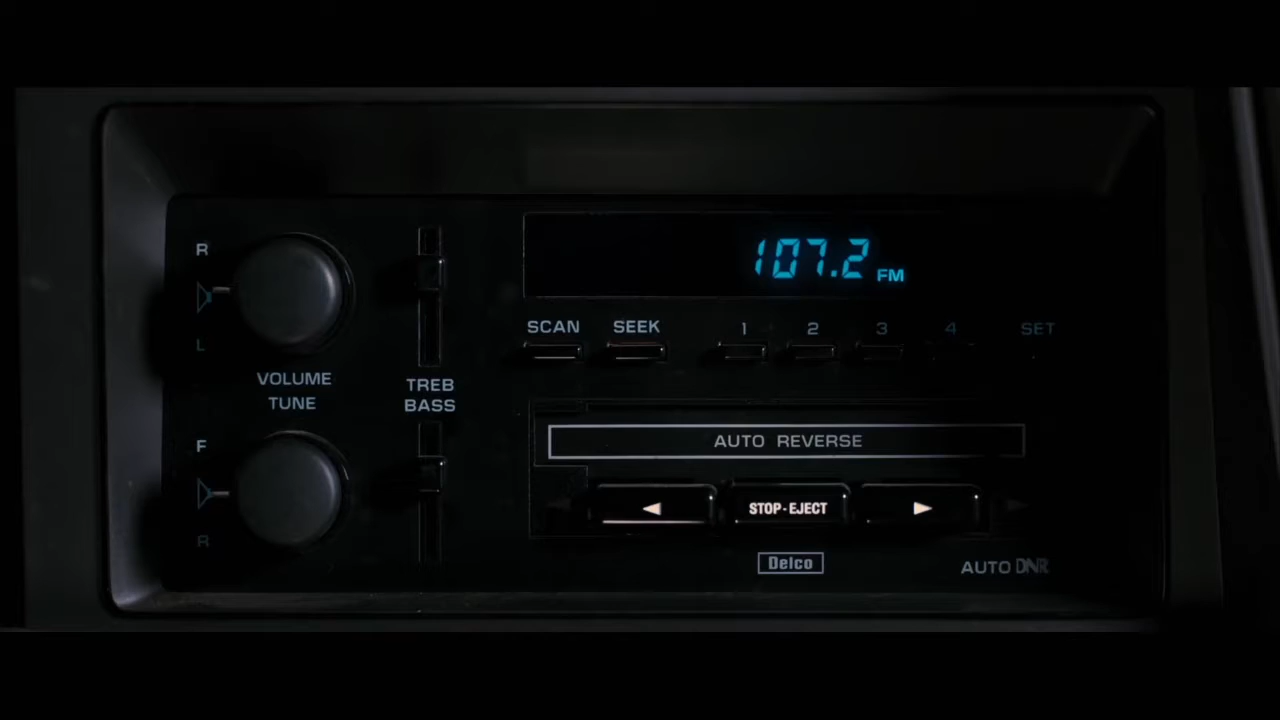 R
107.2 FM
SCAN SEEK 1 2 3 4 SET
L
VOLUME
TUNE
TREB
BASS
F
AUTO REVERSE
STOP-EJECT
R
Delco
AUTO DNR